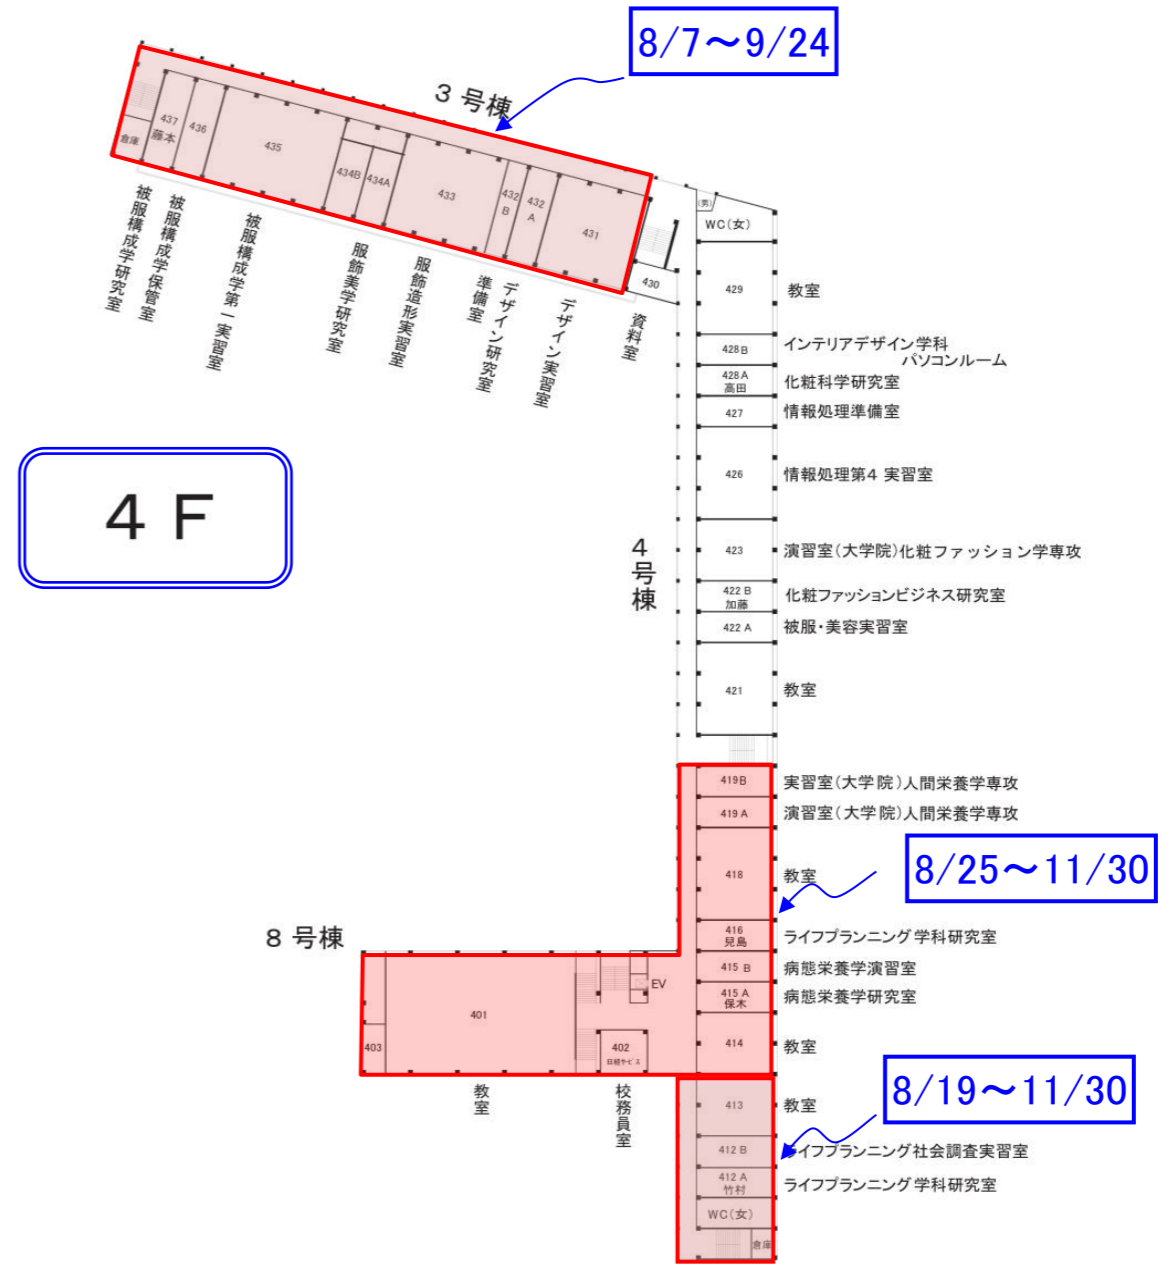 8/7～9/24
3 号棟
437
藤本
倉庫
436
435
434B
434A
433
432
B
432
A
431
430
被服構成学研究室
被服構成学保管室
被服構成学第一実習室
服飾美学研究室
服飾造形実習室
準備室
デザイン研究室
デザイン実習室
資料室
(男)
WC(女)
429
教室
428 B
インテリアデザイン学科
パソコンルーム
428 A
高田
化粧科学研究室
427
情報処理準備室
426
情報処理第4 実習室
4 F
4号棟
423
演習室(大学院)化粧ファッション学専攻
422 B
加藤
化粧ファッションビジネス研究室
422 A
被服・美容実習室
421
教室
419B
実習室(大学院)人間栄養学専攻
419 A
演習室(大学院)人間栄養学専攻
418
教室
8/25～11/30
416
児島
ライフプランニング学科研究室
8 号棟
415 B
病態栄養学演習室
EV
415 A
保木
病態栄養学研究室
401
403
402
日経サービス
414
教室
教室
校務員室
8/19～11/30
413
教室
412 B
ライフプランニング社会調査実習室
412 A
竹村
ライフプランニング学科研究室
WC(女)
倉庫